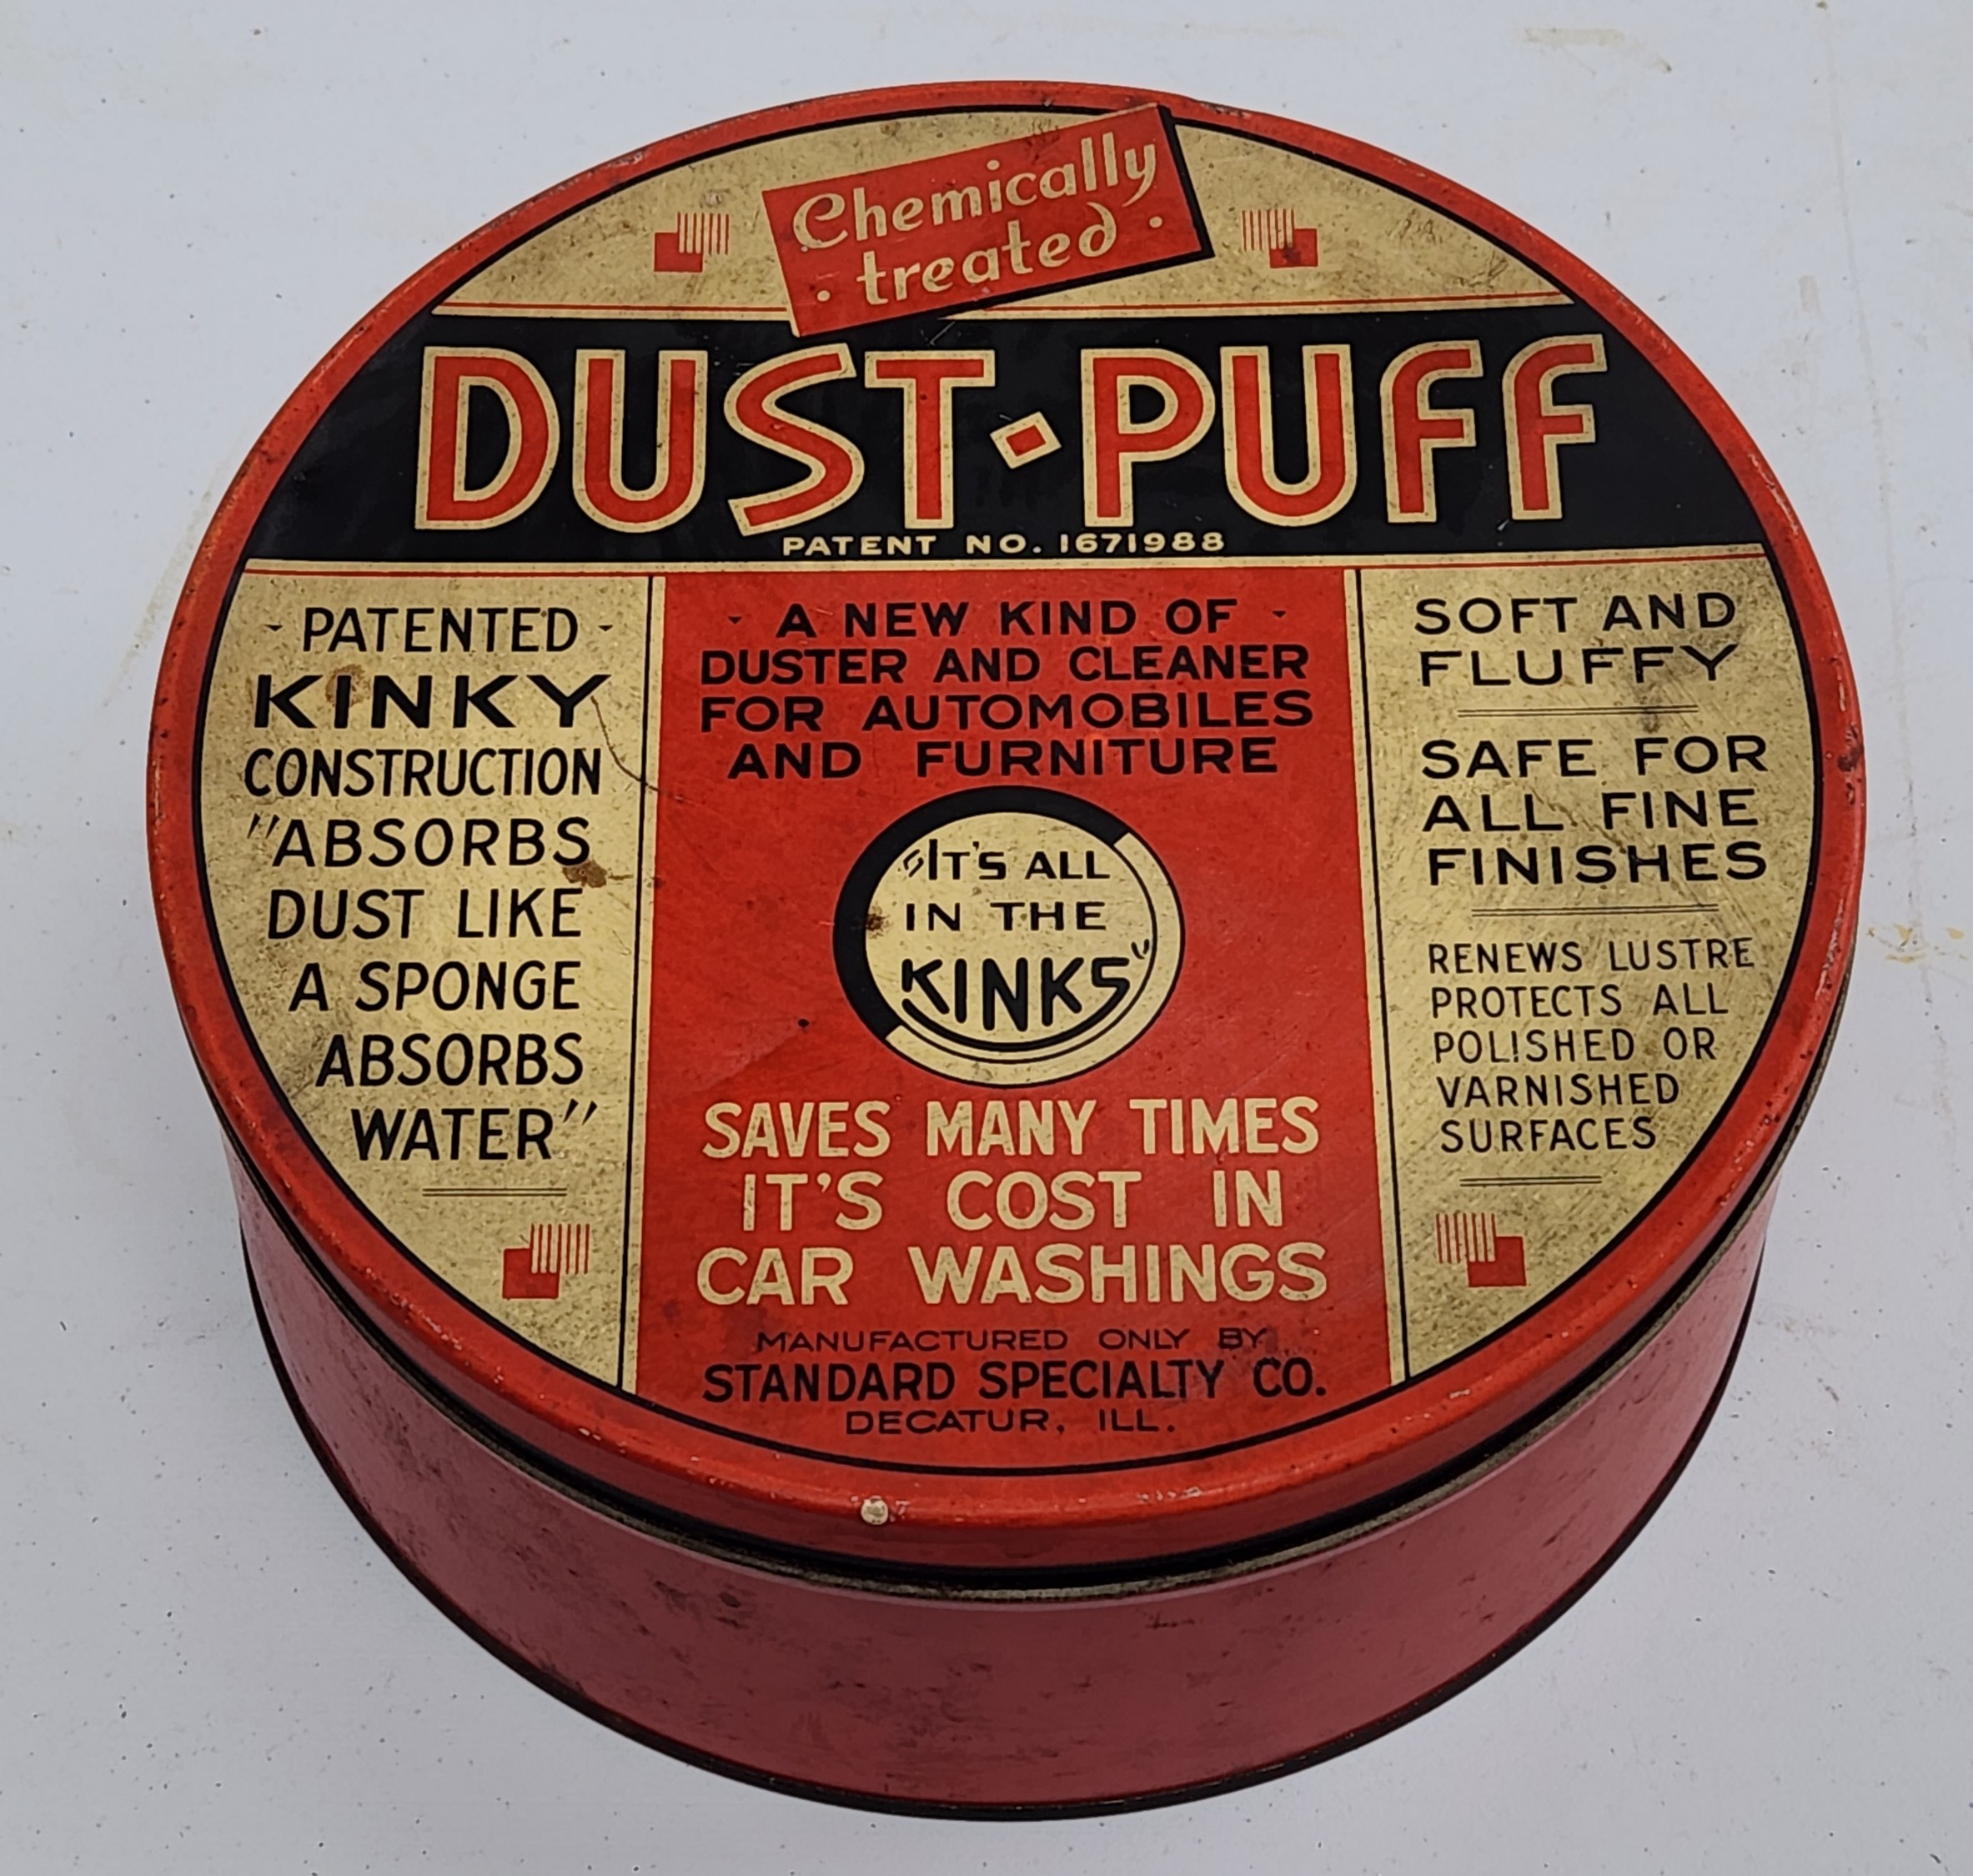 Chemically
· treated ·
DUST·PUFF
PATENT NO. 1671988
- PATENTED -
KINKY
CONSTRUCTION
"ABSORBS
DUST LIKE
A SPONGE
ABSORBS
WATER"
- A NEW KIND OF -
DUSTER AND CLEANER
FOR AUTOMOBILES
AND FURNITURE
"IT'S ALL
IN THE
KINKS"
SAVES MANY TIMES
IT'S COST IN
CAR WASHINGS
MANUFACTURED ONLY BY
STANDARD SPECIALTY CO.
DECATUR, ILL.
SOFT AND
FLUFFY
SAFE FOR
ALL FINE
FINISHES
RENEWS LUSTRE
PROTECTS ALL
POLISHED OR
VARNISHED
SURFACES